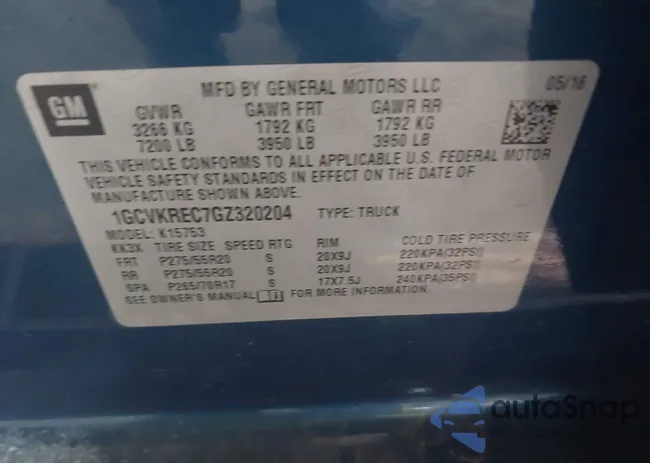 GM
MFD BY GENERAL MOTORS LLC 05/16
GVWR GAWR FRT GAWR RR
3266 KG 1792 KG 1792 KG
7200 LB 3950 LB 3950 LB
THIS VEHICLE CONFORMS TO ALL APPLICABLE U.S. FEDERAL MOTOR
VEHICLE SAFETY STANDARDS IN EFFECT ON THE DATE OF
MANUFACTURE SHOWN ABOVE.
1GCVKREC7GZ320204 TYPE: TRUCK
MODEL: K15753
KK3X TIRE SIZE SPEED RTG RIM COLD TIRE PRESSURE
FRT P275/55R20 S 20X9J 220KPA(32PSI)
RR P275/55R20 S 20X9J 220KPA(32PSI)
SPA P265/70R17 S 17X7.5J 240KPA(35PSI)
SEE OWNER'S MANUAL FOR MORE INFORMATION.
autoSnap